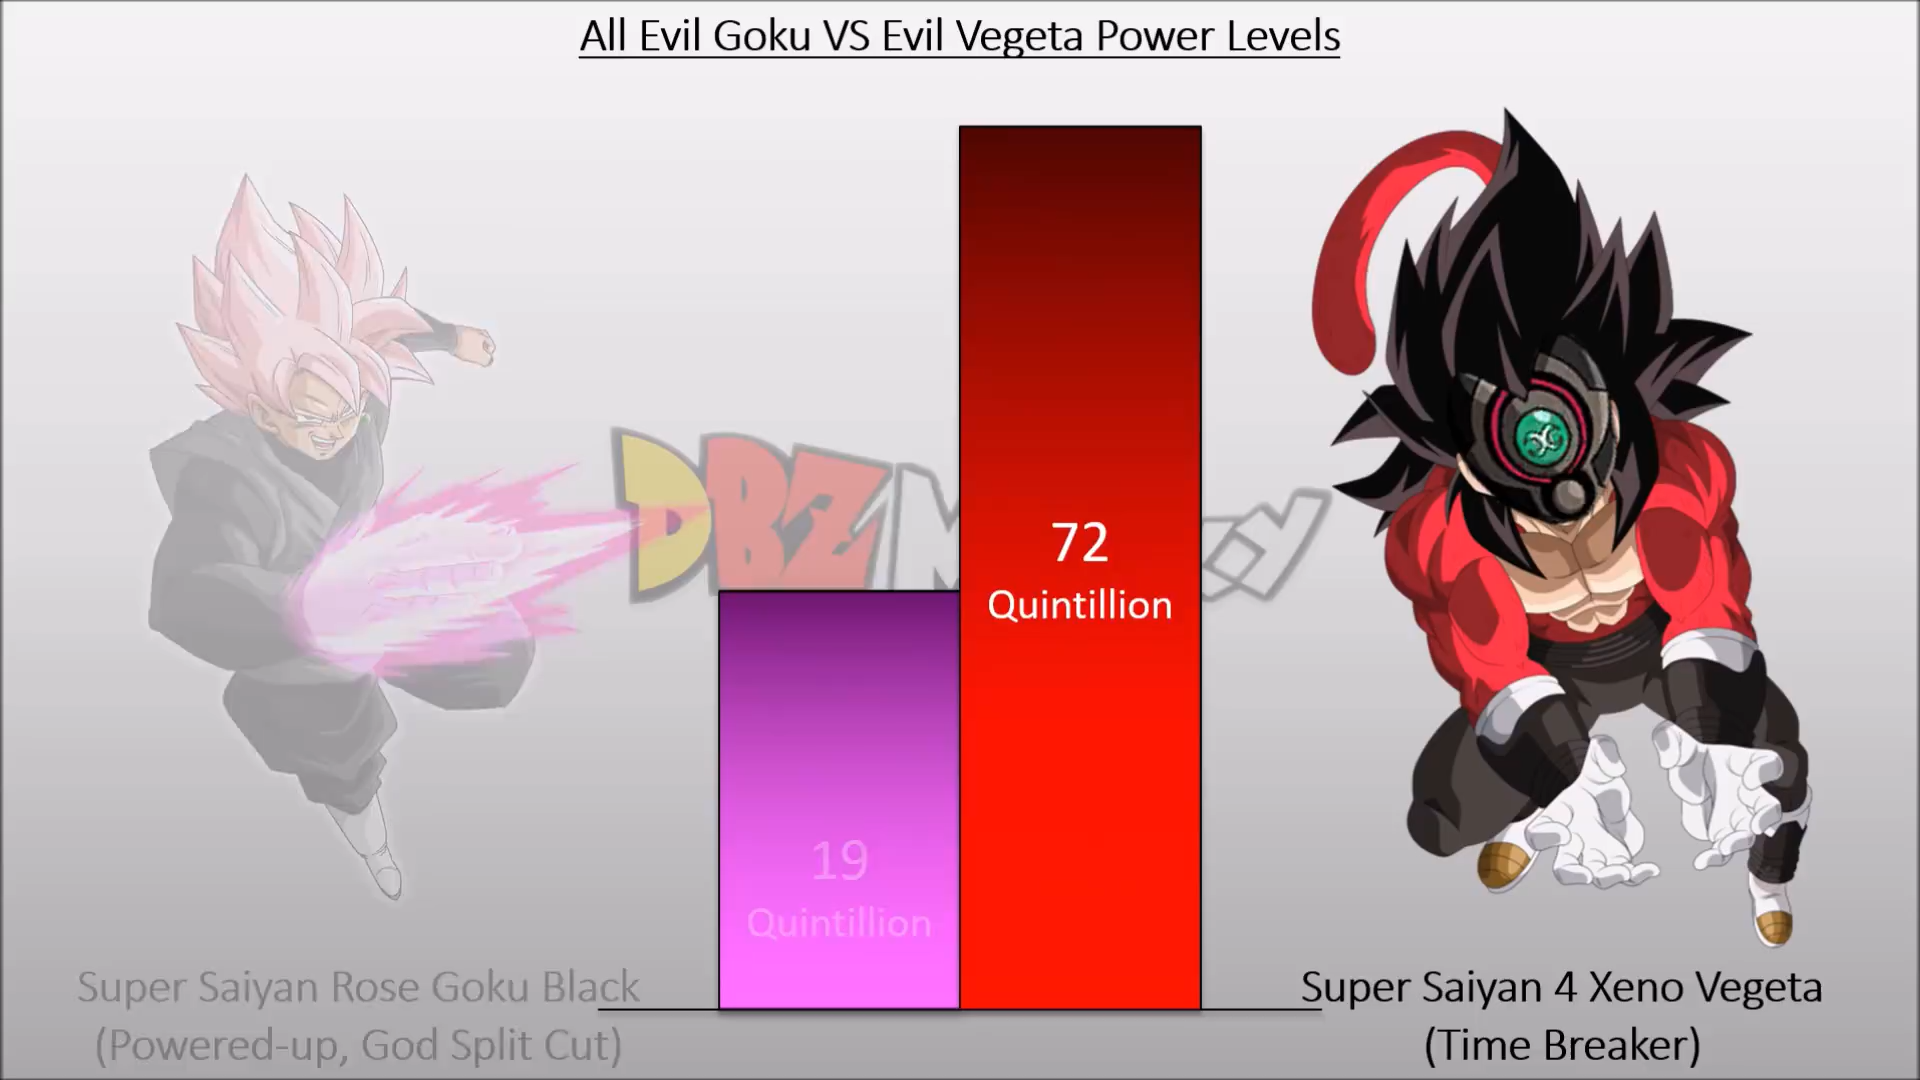 All Evil Goku VS Evil Vegeta Power Levels
DBZ
72
Quintillion
19
Quintillion
Super Saiyan Rose Goku Black
(Powered-up, God Split Cut)
Super Saiyan 4 Xeno Vegeta
(Time Breaker)